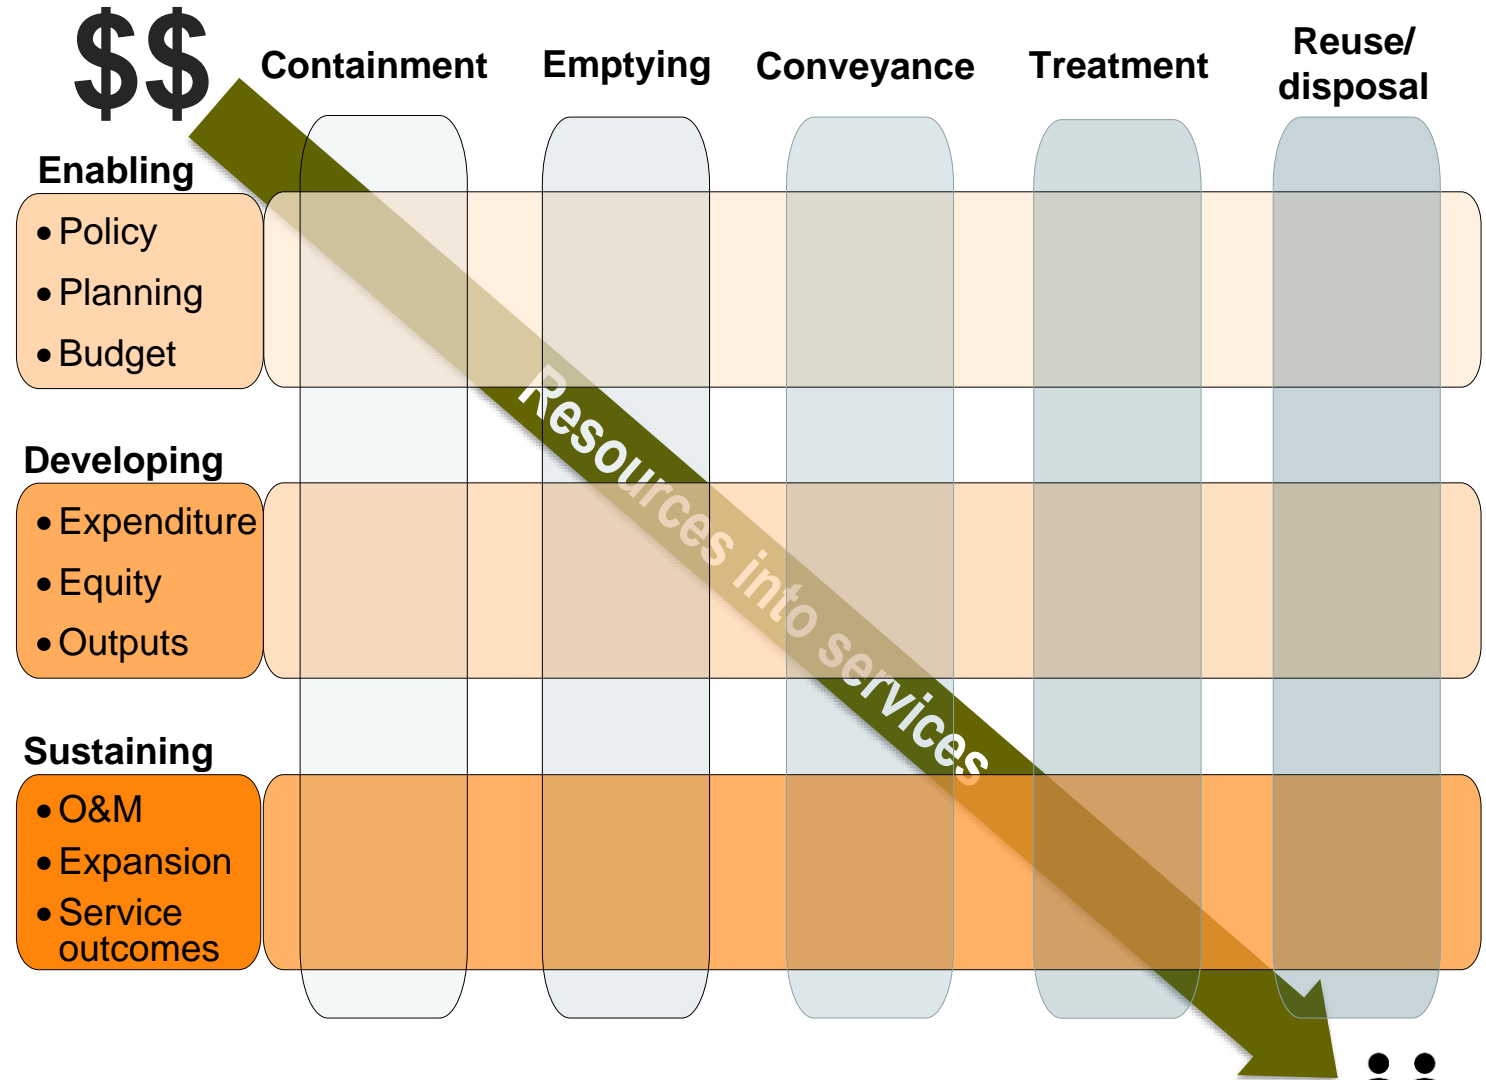 $$
Containment
Emptying
Conveyance
Treatment
Reuse/
disposal
Enabling
• Policy
• Planning
• Budget
Developing
• Expenditure
• Equity
• Outputs
Sustaining
• O&M
• Expansion
• Service
outcomes
Resources into services